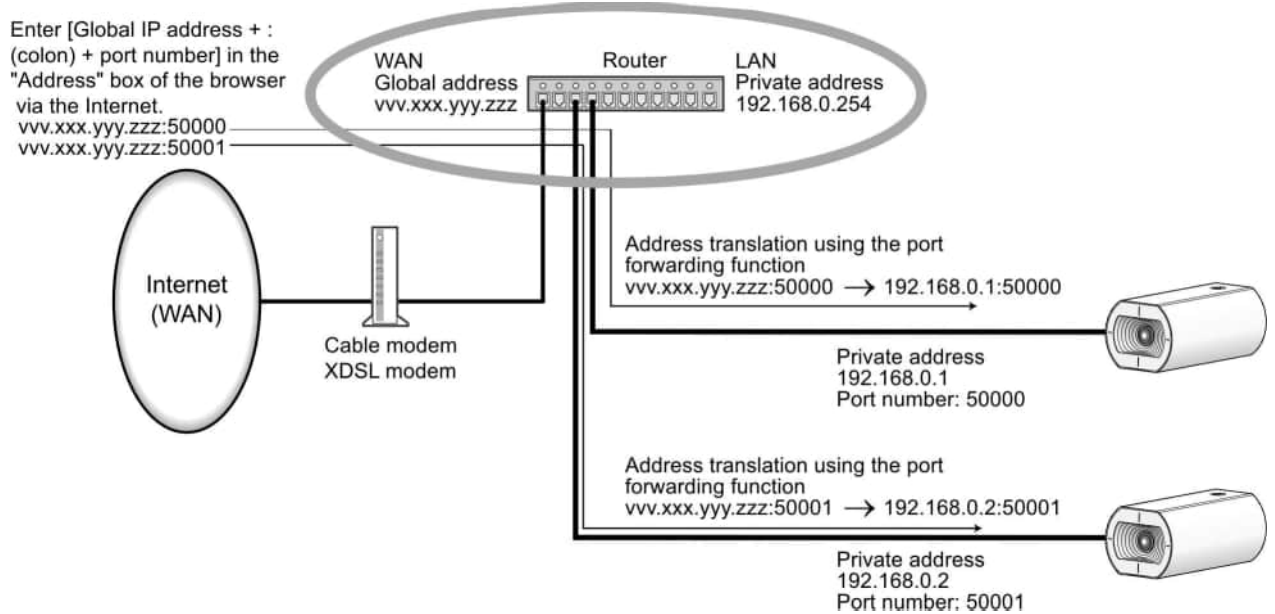 Enter [Global IP address + :
(colon) + port number] in the
"Address" box of the browser
via the Internet.
vvv.xxx.yyy.zzz:50000
vvv.xxx.yyy.zzz:50001
WAN
Global address
vvv.xxx.yyy.zzz
Router
LAN
Private address
192.168.0.254
Internet
(WAN)
Cable modem
XDSL modem
Address translation using the port
forwarding function
vvv.xxx.yyy.zzz:50000 → 192.168.0.1:50000
Private address
192.168.0.1
Port number: 50000
Address translation using the port
forwarding function
vvv.xxx.yyy.zzz:50001 → 192.168.0.2:50001
Private address
192.168.0.2
Port number: 50001